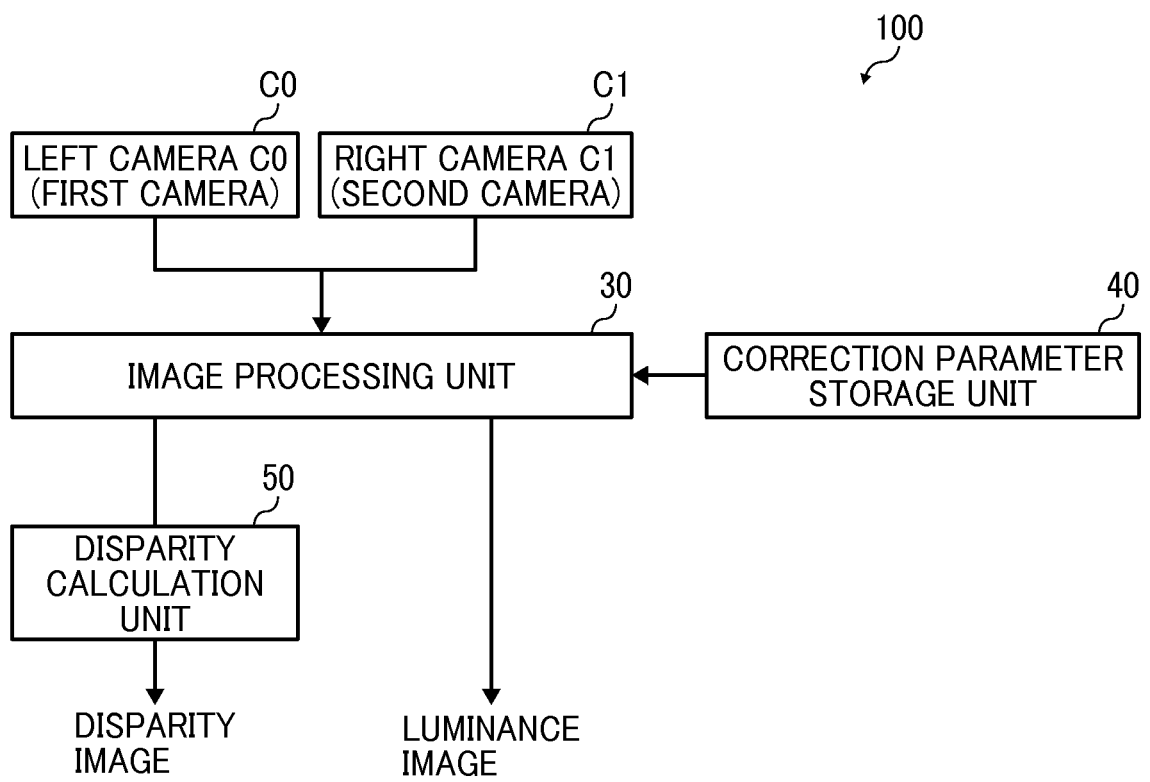 100
C0
C1
LEFT CAMERA C0
(FIRST CAMERA)
RIGHT CAMERA C1
(SECOND CAMERA)
30
40
IMAGE PROCESSING UNIT
CORRECTION PARAMETER
STORAGE UNIT
50
DISPARITY
CALCULATION
UNIT
DISPARITY
IMAGE
LUMINANCE
IMAGE